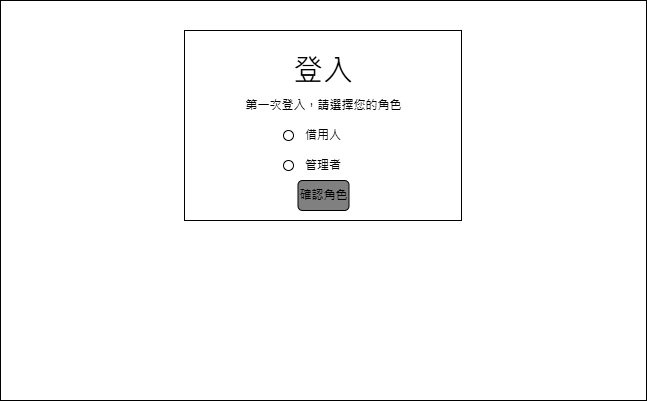 登入
第一次登入，請選擇您的角色
借用人
管理者
確認角色